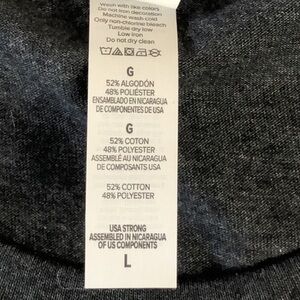 Wash with like colors
Do not iron decoration
Machine wash cold
Only non-chlorine bleach
Tumble dry low
Low iron
Do not dry clean
G
52% ALGODÓN
48% POLIÉSTER
ENSAMBLADO EN NICARAGUA
DE COMPONENTES DE USA
G
52% COTON
48% POLYESTER
ASSEMBLÉ AU NICARAGUA
DE COMPOSANTS USA
52% COTTON
48% POLYESTER
USA STRONG
ASSEMBLED IN NICARAGUA
OF US COMPONENTS
L